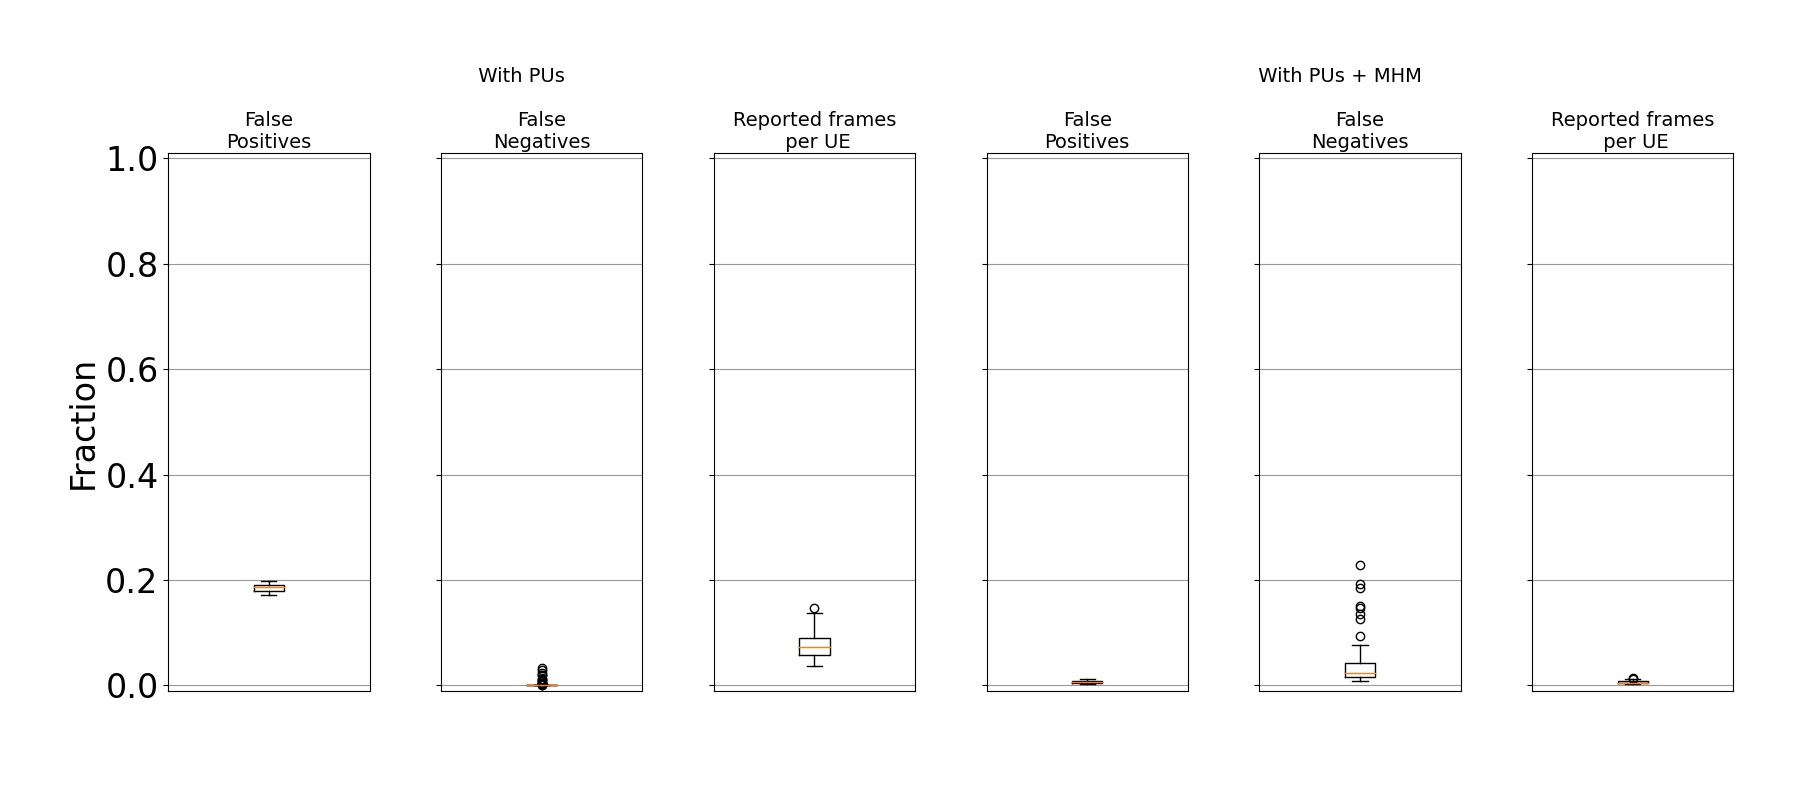 With PUs
With PUs + MHM
False
Positives
False
Negatives
Reported frames
per UE
False
Positives
False
Negatives
Reported frames
per UE
Fraction
1.0
0.8
0.6
0.4
0.2
0.0